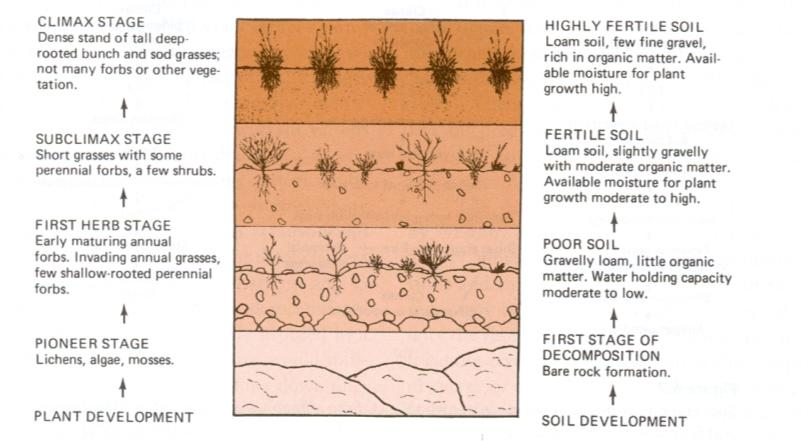 CLIMAX STAGE
Dense stand of tall deep-
rooted bunch and sod grasses;
not many forbs or other vege-
tation.
SUBCLIMAX STAGE
Short grasses with some
perennial forbs, a few shrubs.
FIRST HERB STAGE
Early maturing annual
forbs. Invading annual grasses,
few shallow-rooted perennial
forbs.
PIONEER STAGE
Lichens, algae, mosses.
PLANT DEVELOPMENT
HIGHLY FERTILE SOIL
Loam soil, few fine gravel,
rich in organic matter. Avail-
able moisture for plant
growth high.
FERTILE SOIL
Loam soil, slightly gravelly
with moderate organic matter.
Available moisture for plant
growth moderate to high.
POOR SOIL
Gravelly loam, little organic
matter. Water holding capacity
moderate to low.
FIRST STAGE OF
DECOMPOSITION
Bare rock formation.
SOIL DEVELOPMENT